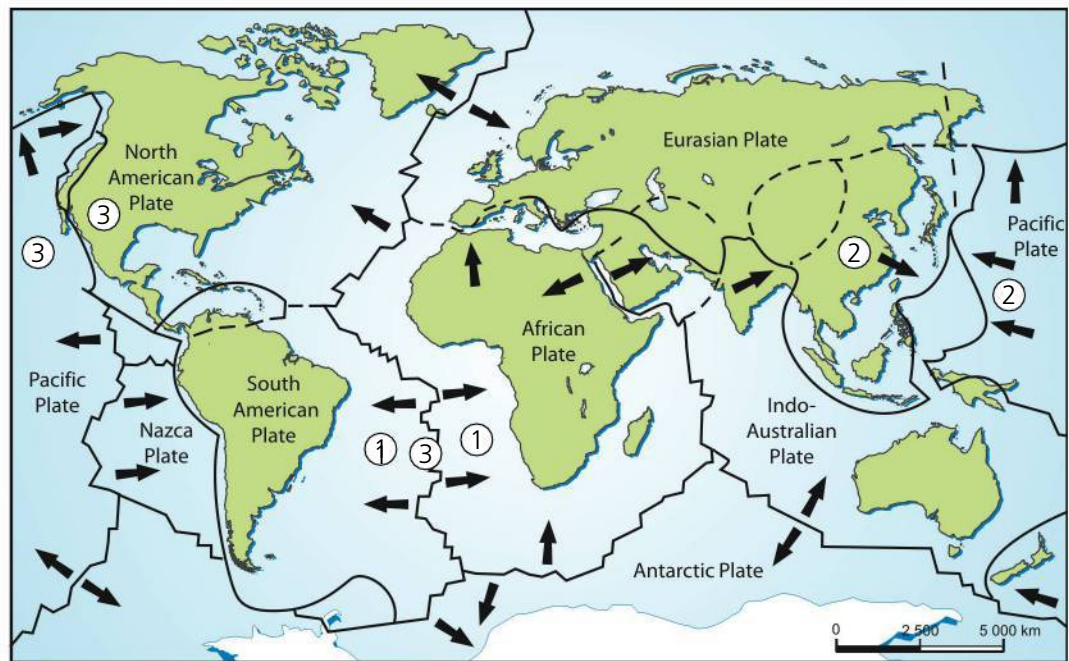 Eurasian Plate
North
American
Plate
3
3
2
Pacific
Plate
2
African
Plate
Pacific
Plate
Nazca
Plate
South
American
Plate
1
3
1
Indo-
Australian
Plate
Antarctic Plate
0 2 500 5 000 km